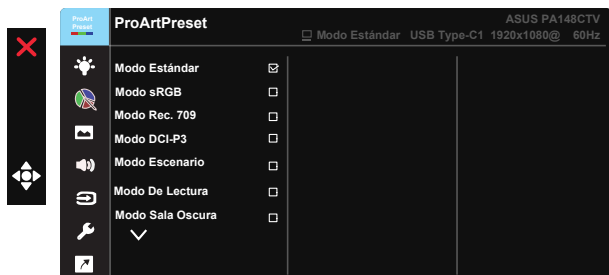 ProArt
Preset
ProArtPreset
ASUS PA148CTV
Modo Estándar USB Type-C1 1920x1080@ 60Hz
Modo Estándar
Modo sRGB
Modo Rec. 709
Modo DCI-P3
Modo Escenario
Modo De Lectura
Modo Sala Oscura